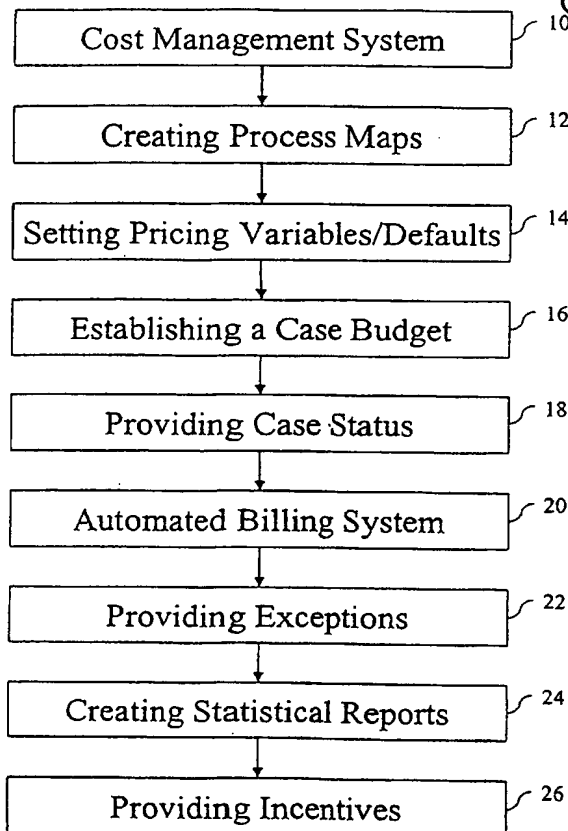 Cost Management System 10
Creating Process Maps 12
Setting Pricing Variables/Defaults 14
Establishing a Case Budget 16
Providing Case Status 18
Automated Billing System 20
Providing Exceptions 22
Creating Statistical Reports 24
Providing Incentives 26